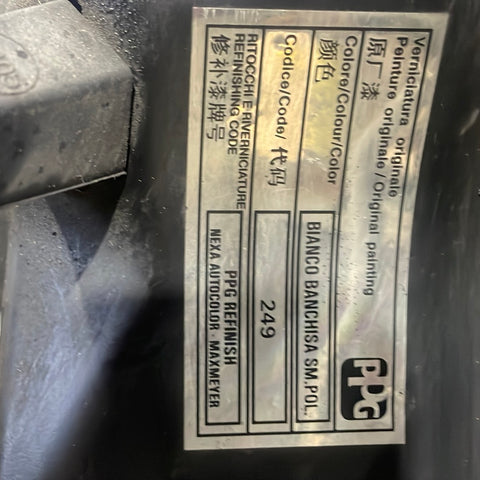 Verniciatura originale
Peinture originale / Original painting
原厂漆
PPG
Colore/Colour/Color
颜色
BIANCO BANCHISA SM.POL.
Codice/Code/代码
249
RITOCCHI E RIVERNICIATURE
REFINISHING CODE
修补漆牌号
PPG REFINISH
NEXA AUTOCOLOR - MAXMEYER